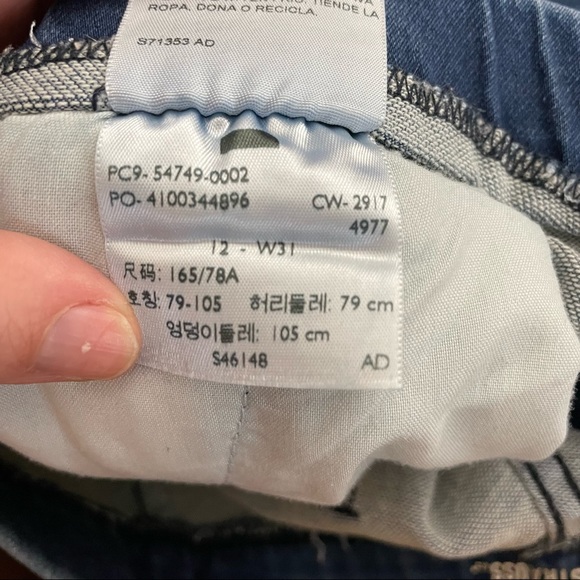 ROPA, DONA O RECICLA.
S71353 AD
PC9- 54749-0002
PO- 4100344896 CW- 2917
4977
12 - W31
尺码: 165/78A
호칭: 79-105 허리둘레: 79 cm
엉덩이둘레: 105 cm
S46148 AD